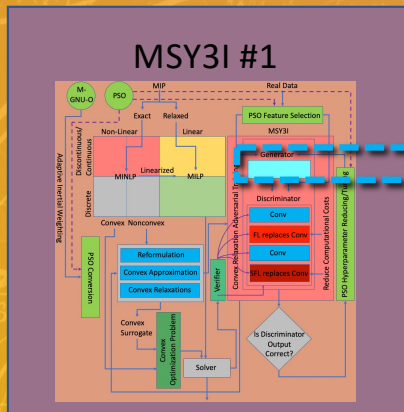 MSY3I #1
M-
GNU-O
PSO
MIP
Real Data
Exact
Relaxed
PSO Feature Selection
Non-Linear
Linear
MSY3I
Generator
Discontinuous/
Continuous
Discrete
Linearized
MINLP
MILP
Adaptive Inertial Weighting
Convex Relaxation Adversarial
Discriminator
Conv
FL replaces Conv
Conv
SFL replaces Conv
Reduce Computational Costs
PSO Hyperparameter Reducing/Tuning
Convex
Nonconvex
Reformulation
Convex Approximation
Convex Relaxations
Verifier
PSO Conversion
Convex
Surrogate
Convex
Optimization Problem
Solver
Is Discriminator
Output
Correct?